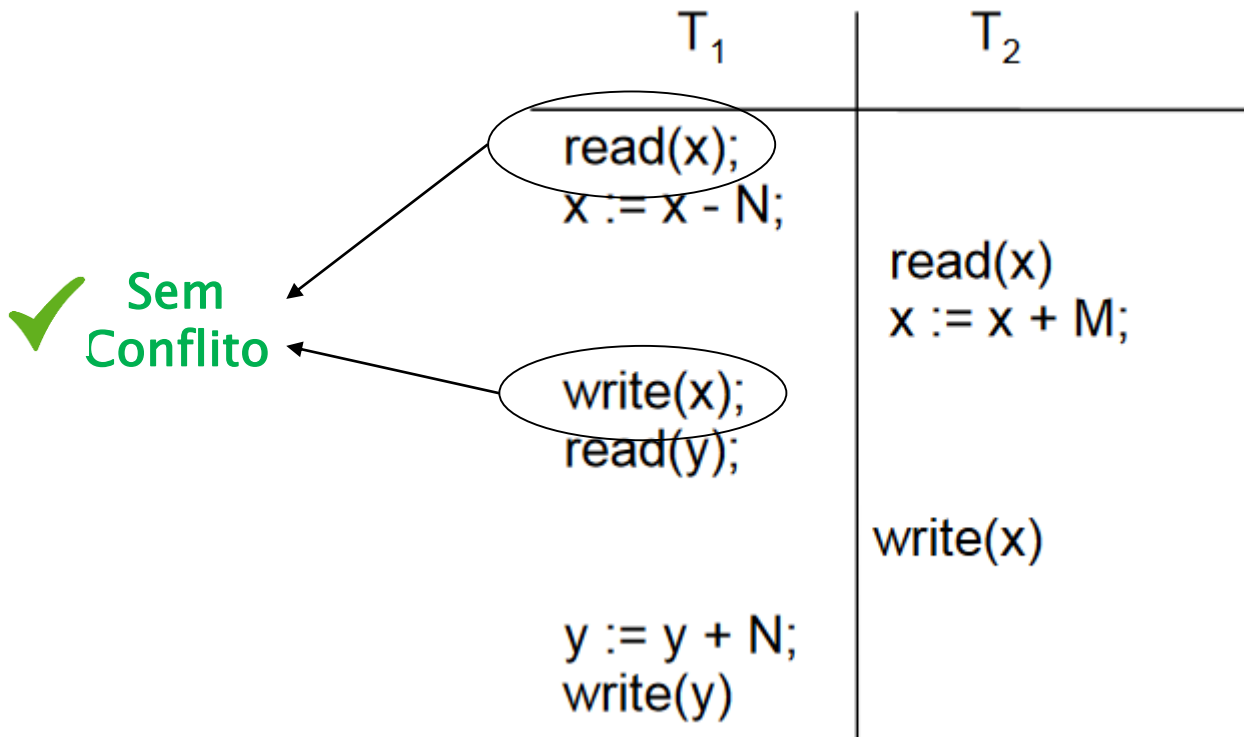 T₁ T₂
read(x);
x := x - N;
read(x)
x := x + M;
Sem
Conflito
write(x);
read(y);
write(x)
y := y + N;
write(y)